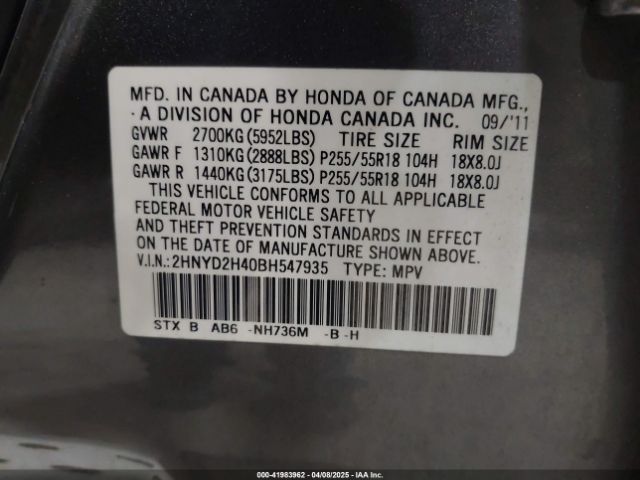 MFD. IN CANADA BY HONDA OF CANADA MFG.,
A DIVISION OF HONDA CANADA INC. 09/'11
GVWR 2700KG(5952LBS) TIRE SIZE RIM SIZE
GAWR F 1310KG(2888LBS) P255/55R18 104H 18X8.0J
GAWR R 1440KG(3175LBS) P255/55R18 104H 18X8.0J
THIS VEHICLE CONFORMS TO ALL APPLICABLE
FEDERAL MOTOR VEHICLE SAFETY
AND THEFT PREVENTION STANDARDS IN EFFECT
ON THE DATE OF MANUFACTURE SHOWN ABOVE.
V.I.N.:2HNYD2H40BH547935 TYPE: MPV
STX B AB6 -NH736M -B-H
000-41983962 - 04/08/2025 - IAAI, Inc.